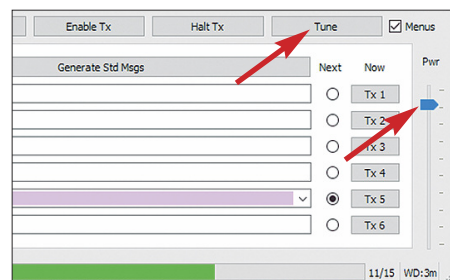 Enable Tx
Halt Tx
Tune
Menus
Generate Std Msgs
Next
Now
Pwr
Tx 1
Tx 2
Tx 3
Tx 4
Tx 5
Tx 6
11/15
WD:3m